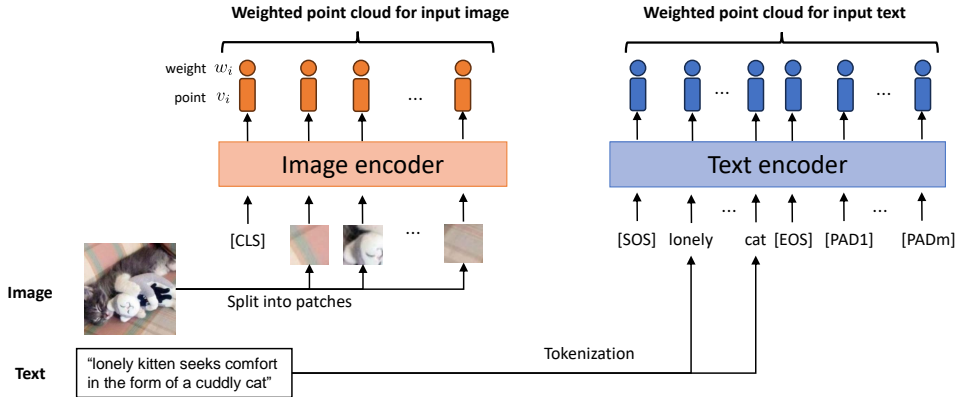 Weighted point cloud for input image
Weighted point cloud for input text
weight w_i
point v_i
...
...
...
Image encoder
Text encoder
...
...
...
[CLS]
[SOS] lonely cat [EOS] [PAD1] [PADm]
Image
Split into patches
Tokenization
Text
"lonely kitten seeks comfort
in the form of a cuddly cat"